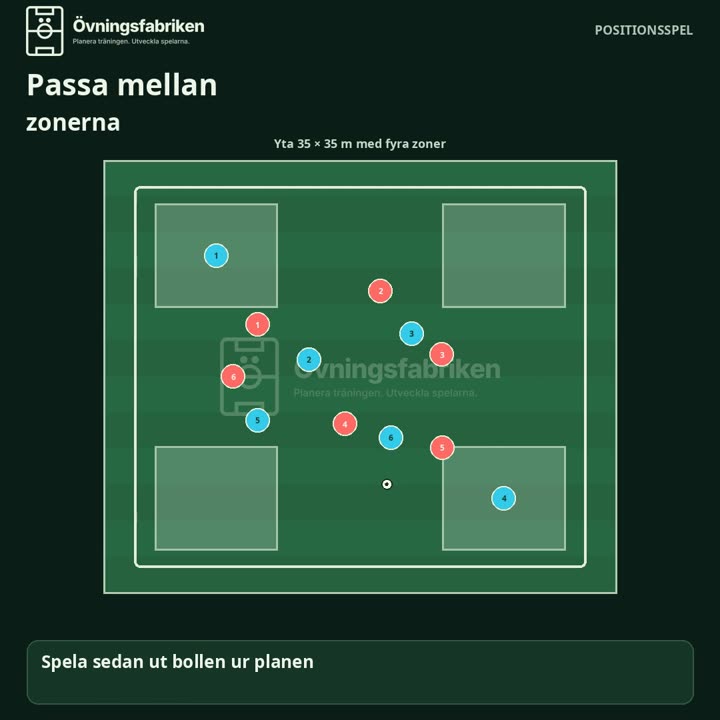 Övningsfabriken
Planera träningen. Utveckla spelarna.
POSITIONSSPEL
Passa mellan
zonerna
Yta 35 × 35 m med fyra zoner
1
2
1
3
3
2
Övningsfabriken
6
Planera träningen. Utveckla spelarna.
5
4
6
5
4
Spela sedan ut bollen ur planen